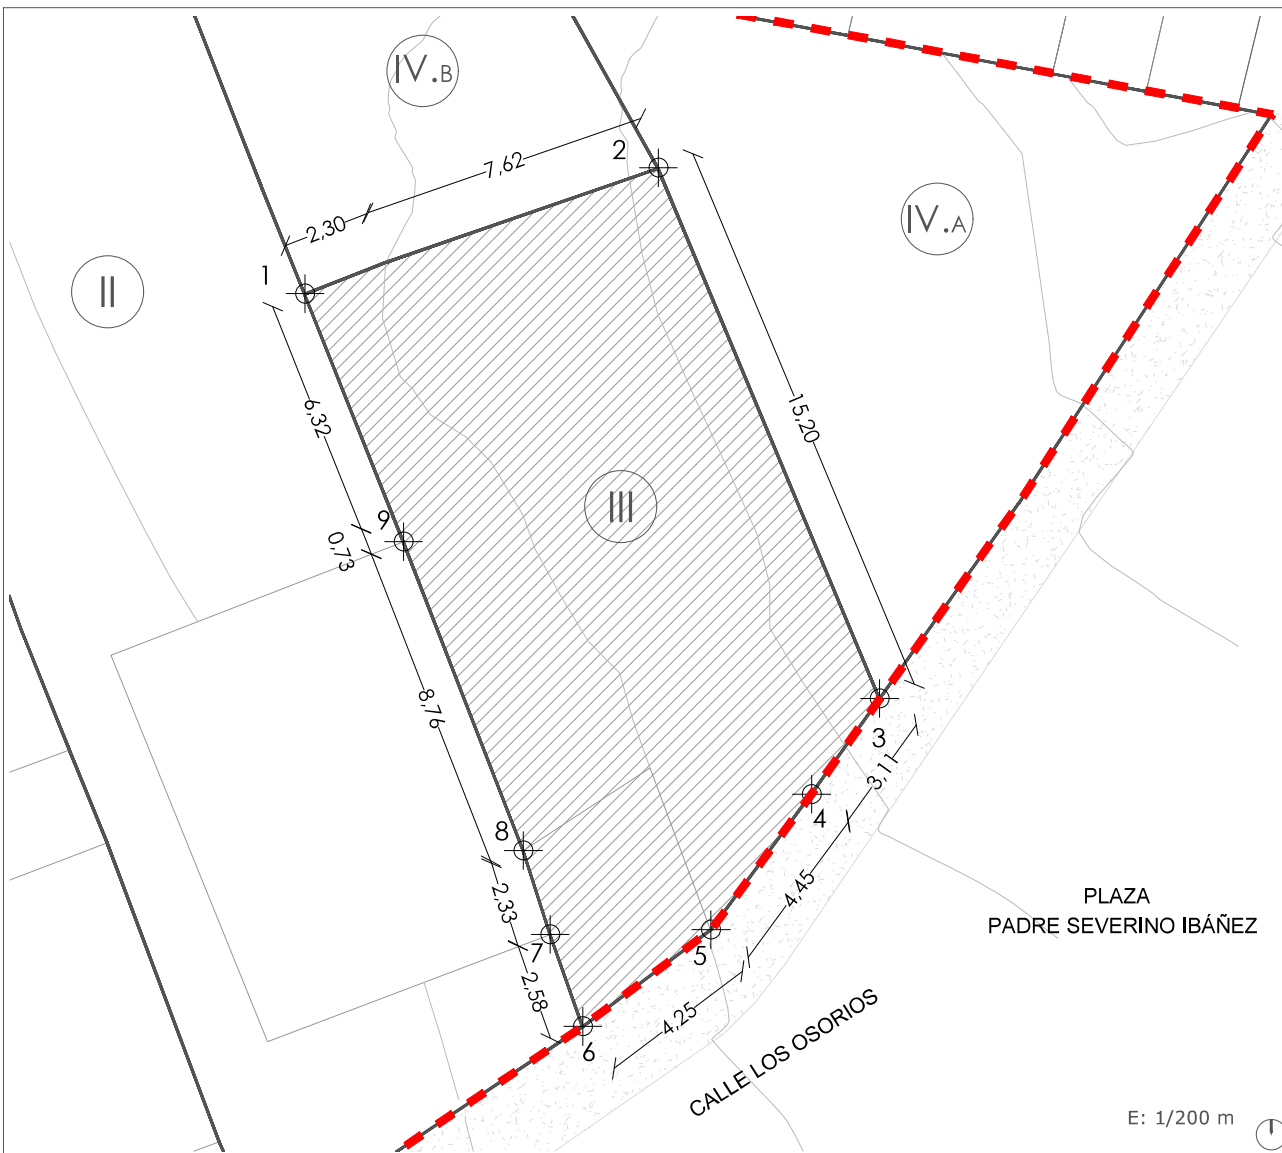 IV.B
2
7,62
2,30
IV.A
1
II
6,32
15,20
III
9
0,73
8,76
3
3,11
8
4
4,45
2,33
PLAZA
PADRE SEVERINO IBÁÑEZ
7
5
2,58
4,25
6
CALLE LOS OSORIOS
E: 1/200 m